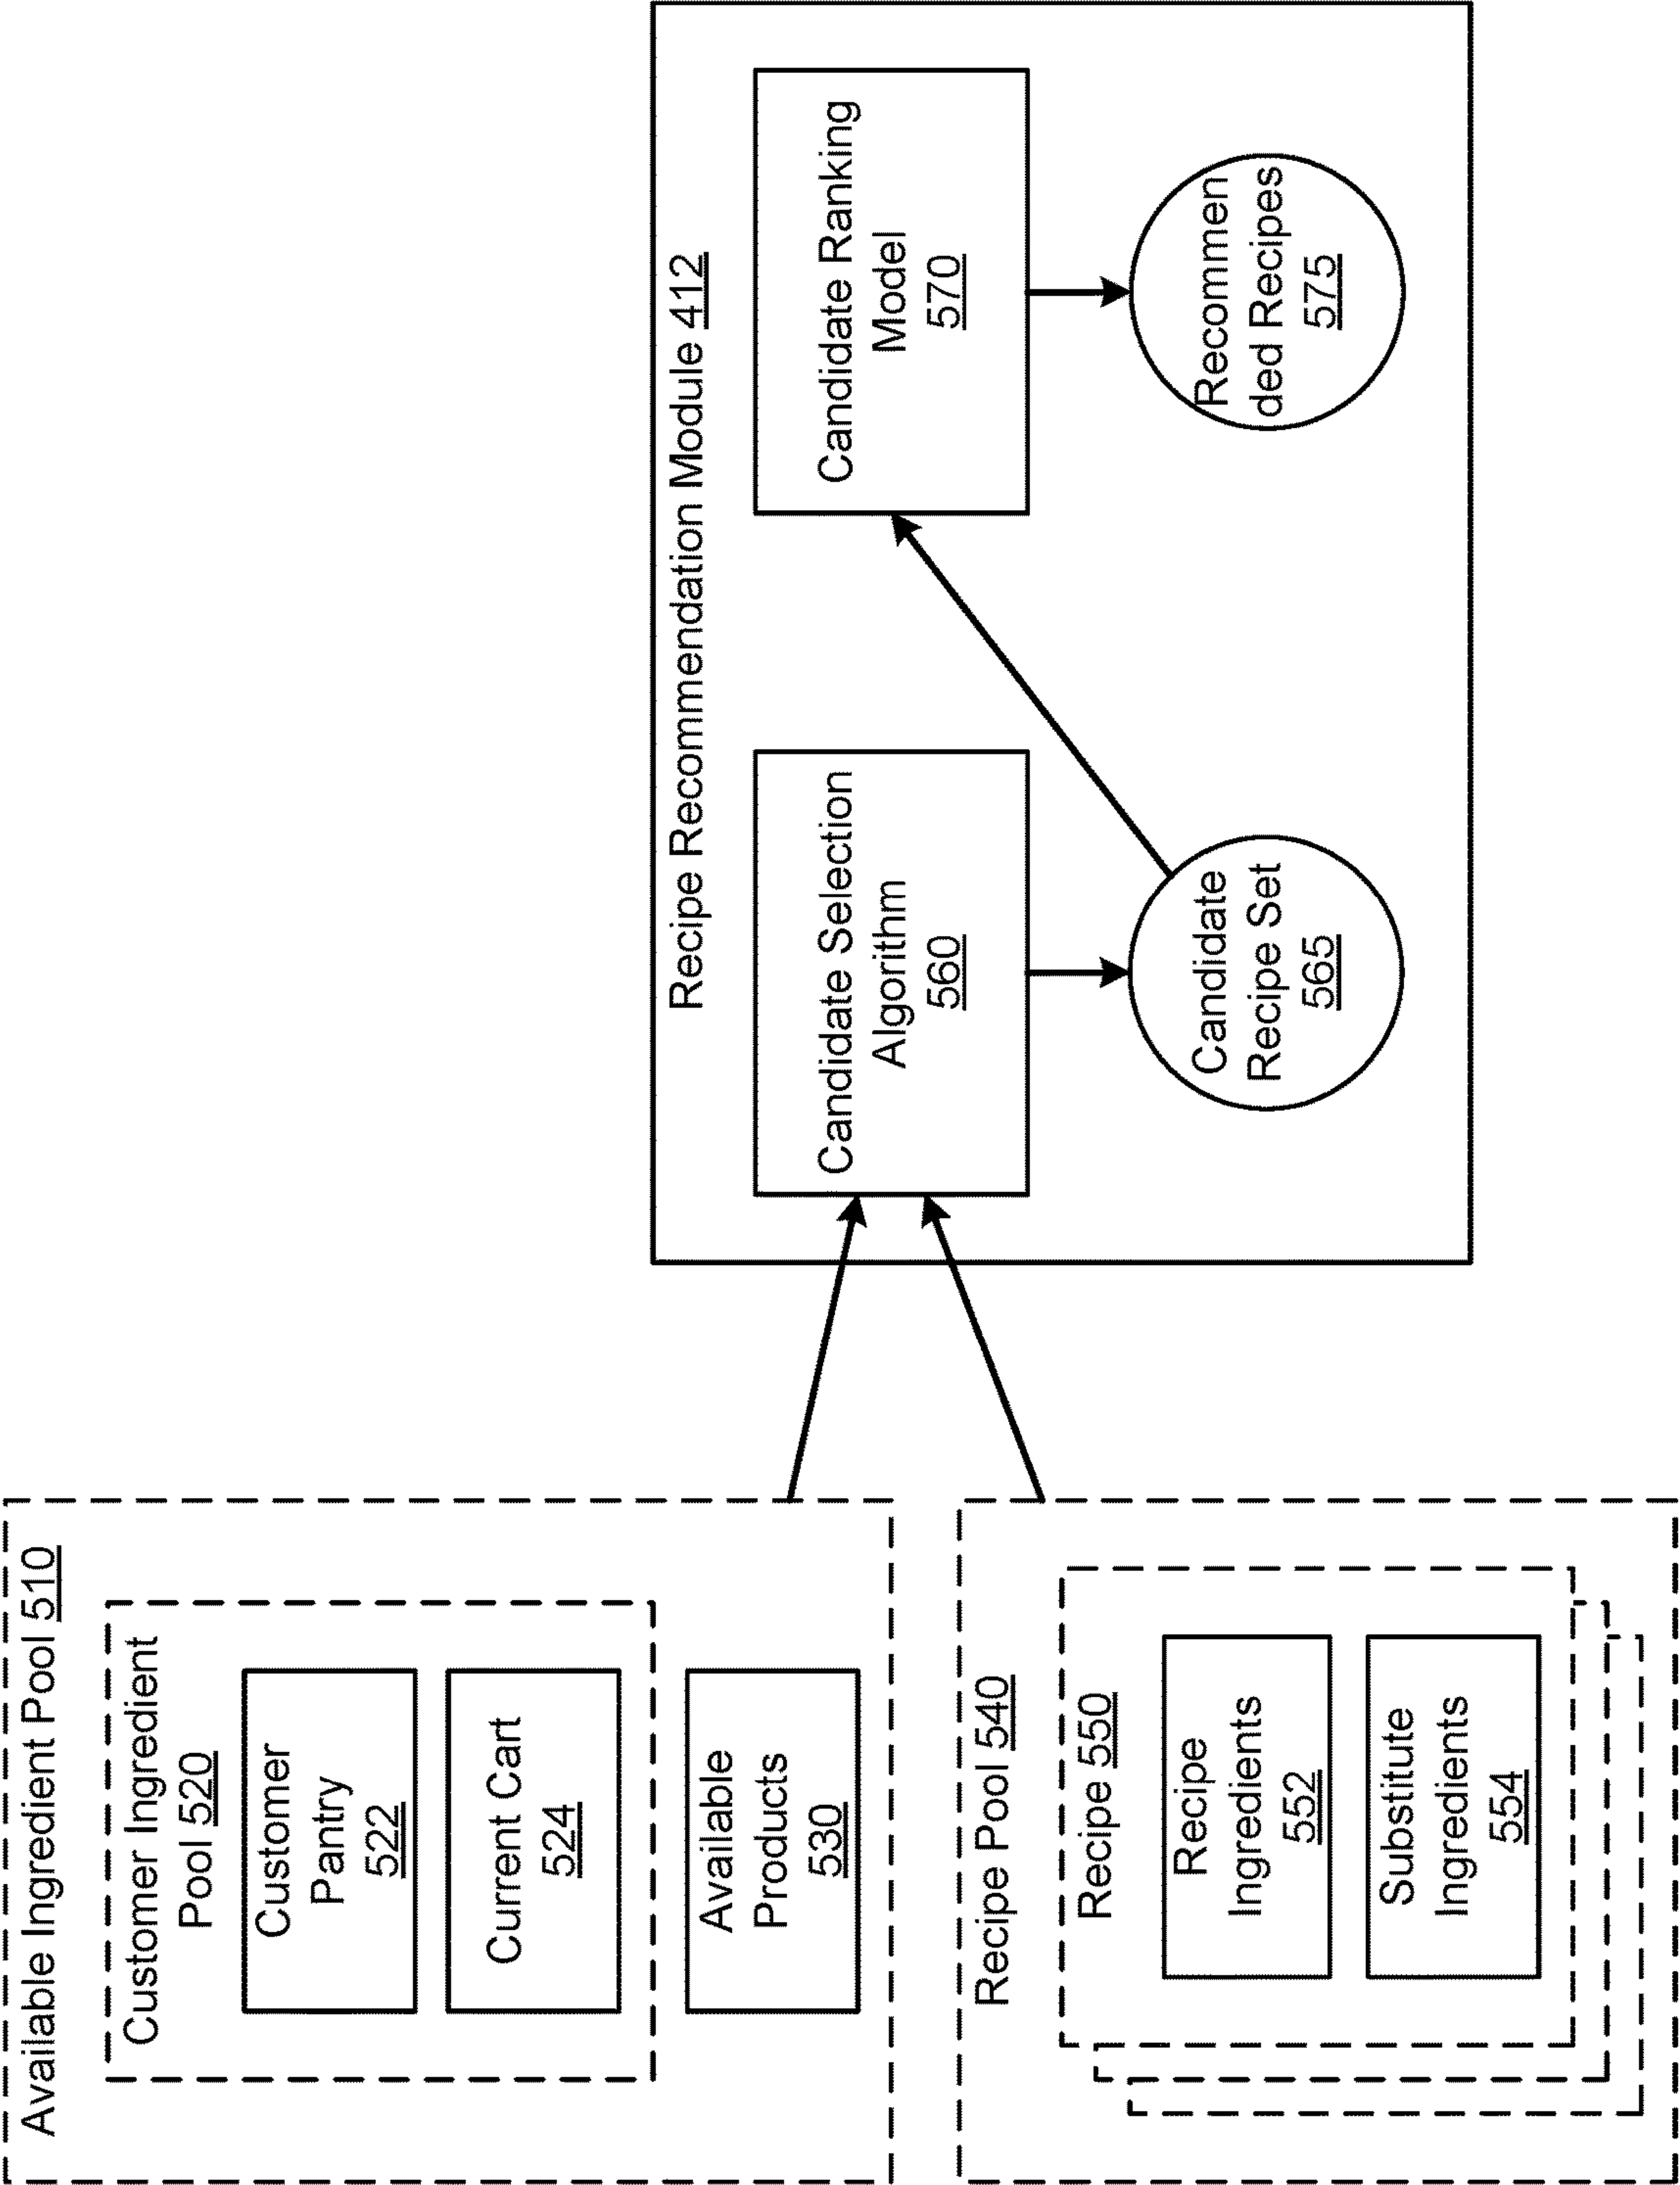 Available Ingredient Pool 510
Customer Ingredient
Pool 520
Customer
Pantry
522
Current Cart
524
Available
Products
530
Recipe Pool 540
Recipe 550
Recipe
Ingredients
552
Substitute
Ingredients
554
Recipe Recommendation Module 412
Candidate Selection
Algorithm
560
Candidate
Recipe Set
565
Candidate Ranking
Model
570
Recommen
ded Recipes
575